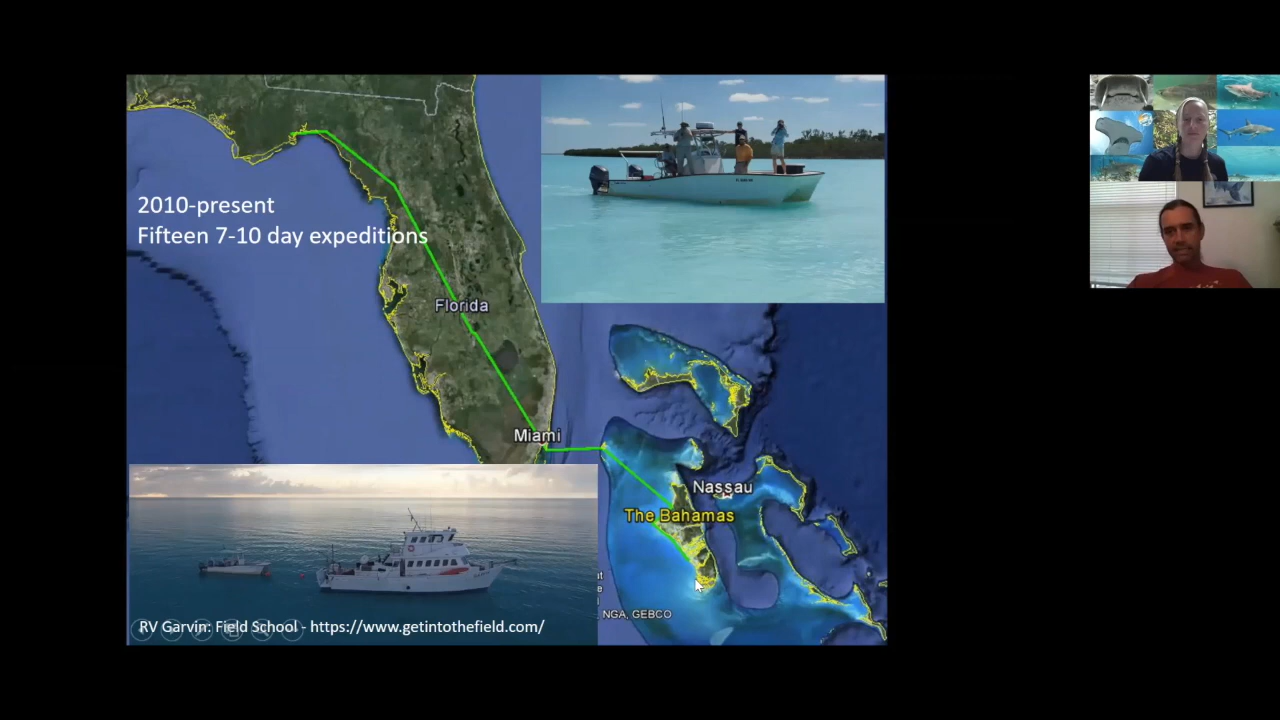 2010-present
Fifteen 7-10 day expeditions
Florida
Miami
Nassau
The Bahamas
NGA, GEBCO
RV Garvin: Field School - https://www.getintothefield.com/